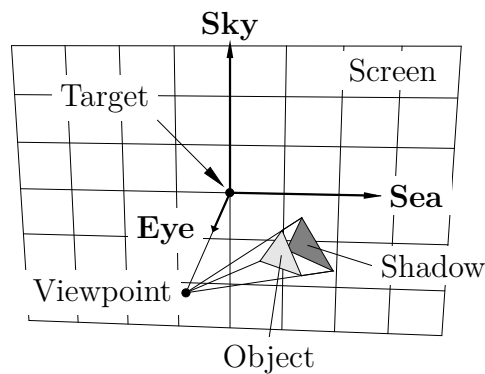 Sky
Screen
Target
Sea
Eye
Shadow
Viewpoint
Object